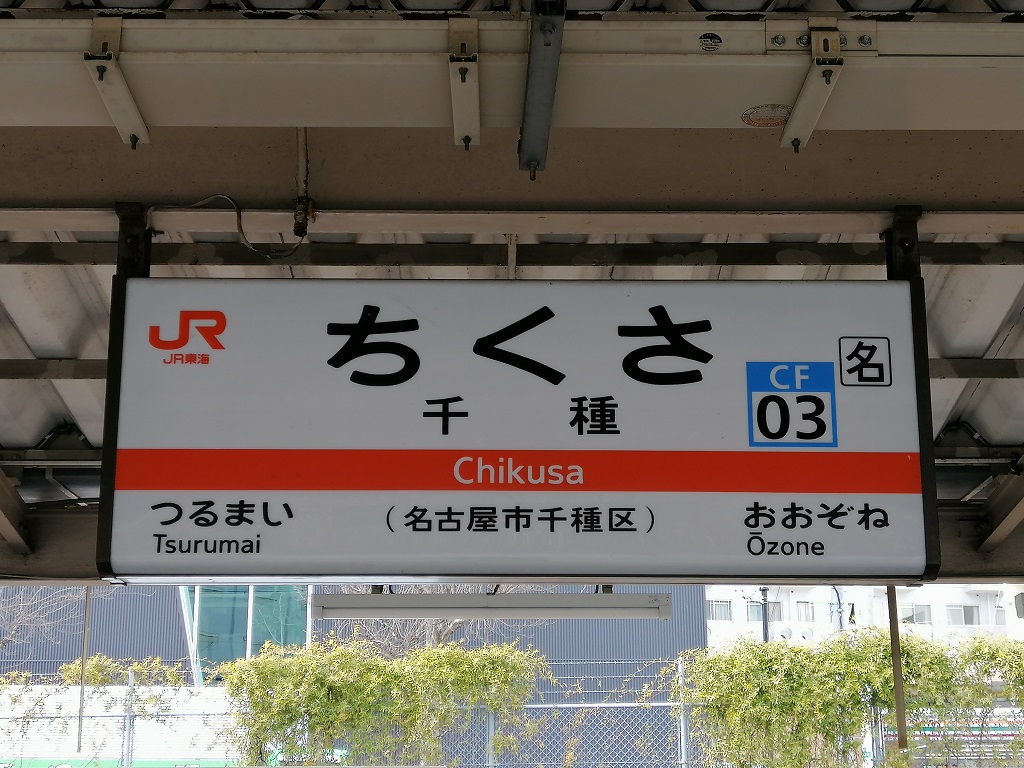 JR
JR東海
ちくさ
千種
名
CF
03
Chikusa
つるまい
Tsurumai
（名古屋市千種区）
おおぞね
Ōzone